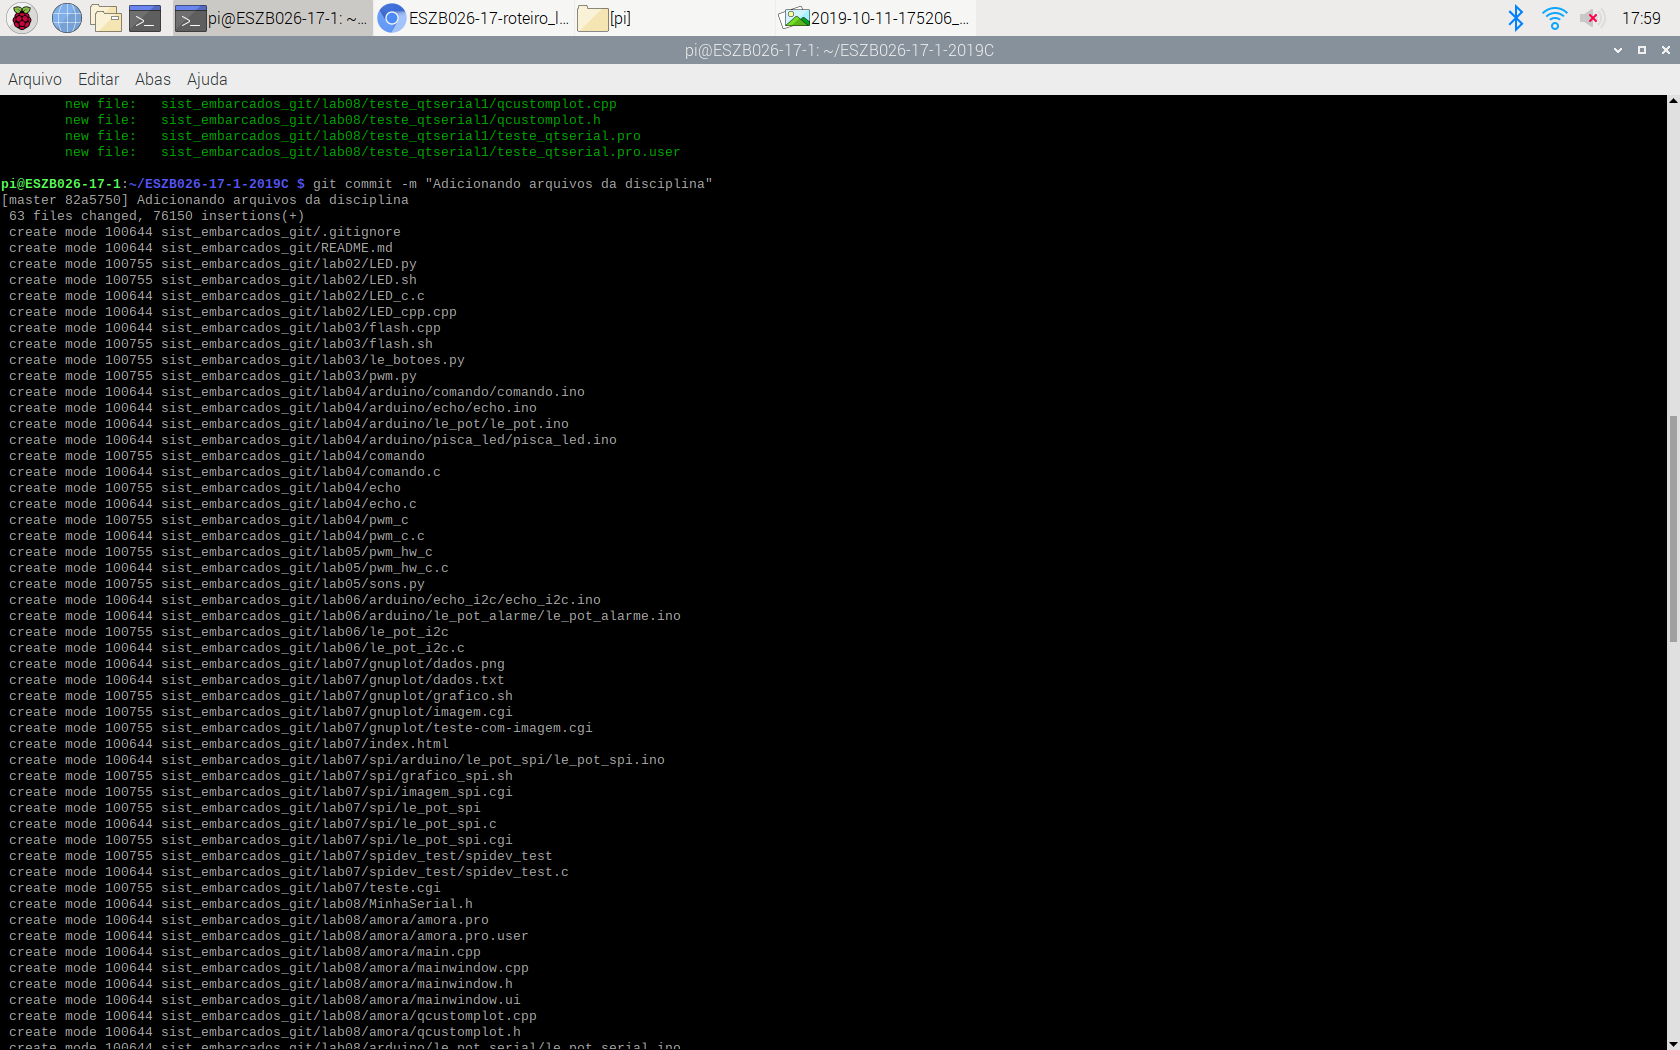 pi@ESZB026-17-1: ~... ESZB026-17-roteiro_l... [pi] 2019-10-11-175206_... 17:59
pi@ESZB026-17-1: ~/ESZB026-17-1-2019C
Arquivo Editar Abas Ajuda
new file:   sist_embarcados_git/lab08/teste_qtserial1/qcustomplot.cpp
new file:   sist_embarcados_git/lab08/teste_qtserial1/qcustomplot.h
new file:   sist_embarcados_git/lab08/teste_qtserial1/teste_qtserial.pro
new file:   sist_embarcados_git/lab08/teste_qtserial1/teste_qtserial.pro.user
pi@ESZB026-17-1:~/ESZB026-17-1-2019C $ git commit -m "Adicionando arquivos da disciplina"
[master 82a5750] Adicionando arquivos da disciplina
63 files changed, 76150 insertions(+)
create mode 100644 sist_embarcados_git/.gitignore
create mode 100644 sist_embarcados_git/README.md
create mode 100755 sist_embarcados_git/lab02/LED.py
create mode 100755 sist_embarcados_git/lab02/LED.sh
create mode 100644 sist_embarcados_git/lab02/LED_c.c
create mode 100644 sist_embarcados_git/lab02/LED_cpp.cpp
create mode 100644 sist_embarcados_git/lab03/flash.cpp
create mode 100755 sist_embarcados_git/lab03/flash.sh
create mode 100755 sist_embarcados_git/lab03/le_botoes.py
create mode 100755 sist_embarcados_git/lab03/pwm.py
create mode 100644 sist_embarcados_git/lab04/arduino/comando/comando.ino
create mode 100644 sist_embarcados_git/lab04/arduino/echo/echo.ino
create mode 100644 sist_embarcados_git/lab04/arduino/le_pot/le_pot.ino
create mode 100644 sist_embarcados_git/lab04/arduino/pisca_led/pisca_led.ino
create mode 100755 sist_embarcados_git/lab04/comando
create mode 100644 sist_embarcados_git/lab04/comando.c
create mode 100755 sist_embarcados_git/lab04/echo
create mode 100644 sist_embarcados_git/lab04/echo.c
create mode 100755 sist_embarcados_git/lab04/pwm_c
create mode 100644 sist_embarcados_git/lab04/pwm_c.c
create mode 100755 sist_embarcados_git/lab05/pwm_hw_c
create mode 100644 sist_embarcados_git/lab05/pwm_hw_c.c
create mode 100755 sist_embarcados_git/lab05/sons.py
create mode 100644 sist_embarcados_git/lab06/arduino/echo_i2c/echo_i2c.ino
create mode 100644 sist_embarcados_git/lab06/arduino/le_pot_alarme/le_pot_alarme.ino
create mode 100755 sist_embarcados_git/lab06/le_pot_i2c
create mode 100644 sist_embarcados_git/lab06/le_pot_i2c.c
create mode 100644 sist_embarcados_git/lab07/gnuplot/dados.png
create mode 100644 sist_embarcados_git/lab07/gnuplot/dados.txt
create mode 100755 sist_embarcados_git/lab07/gnuplot/grafico.sh
create mode 100755 sist_embarcados_git/lab07/gnuplot/imagem.cgi
create mode 100755 sist_embarcados_git/lab07/gnuplot/teste-com-imagem.cgi
create mode 100644 sist_embarcados_git/lab07/index.html
create mode 100644 sist_embarcados_git/lab07/spi/arduino/le_pot_spi/le_pot_spi.ino
create mode 100755 sist_embarcados_git/lab07/spi/grafico_spi.sh
create mode 100755 sist_embarcados_git/lab07/spi/imagem_spi.cgi
create mode 100755 sist_embarcados_git/lab07/spi/le_pot_spi
create mode 100644 sist_embarcados_git/lab07/spi/le_pot_spi.c
create mode 100755 sist_embarcados_git/lab07/spi/le_pot_spi.cgi
create mode 100755 sist_embarcados_git/lab07/spidev_test/spidev_test
create mode 100644 sist_embarcados_git/lab07/spidev_test/spidev_test.c
create mode 100755 sist_embarcados_git/lab07/teste.cgi
create mode 100644 sist_embarcados_git/lab08/MinhaSerial.h
create mode 100644 sist_embarcados_git/lab08/amora/amora.pro
create mode 100644 sist_embarcados_git/lab08/amora/amora.pro.user
create mode 100644 sist_embarcados_git/lab08/amora/main.cpp
create mode 100644 sist_embarcados_git/lab08/amora/mainwindow.cpp
create mode 100644 sist_embarcados_git/lab08/amora/mainwindow.h
create mode 100644 sist_embarcados_git/lab08/amora/mainwindow.ui
create mode 100644 sist_embarcados_git/lab08/amora/qcustomplot.cpp
create mode 100644 sist_embarcados_git/lab08/amora/qcustomplot.h
create mode 100644 sist_embarcados_git/lab08/arduino/le_pot_serial/le_pot_serial.ino